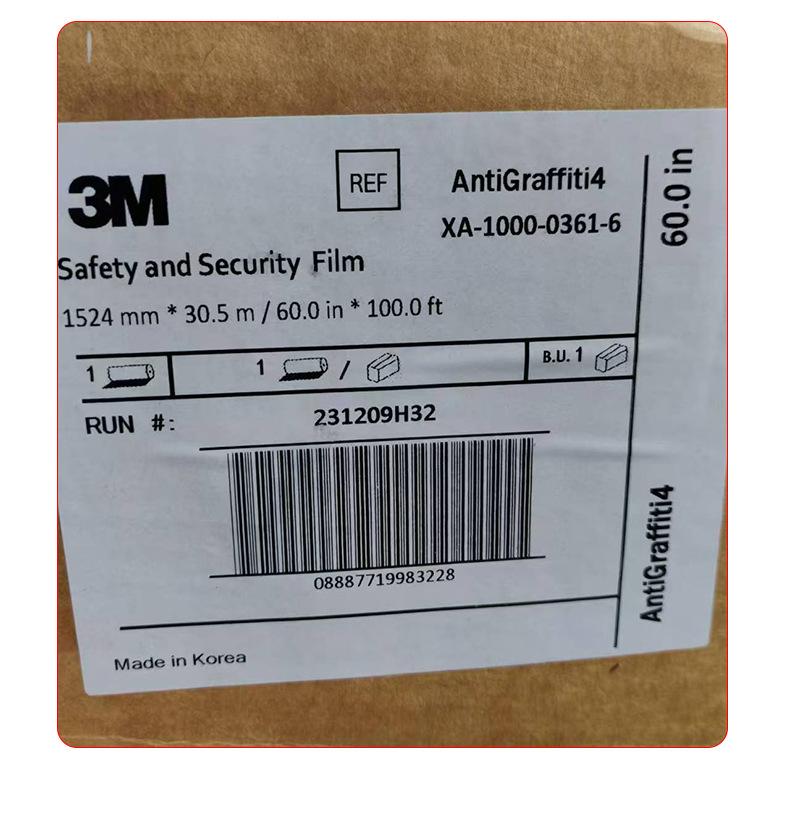 3M
REF
AntiGraffiti4
XA-1000-0361-6
60.0 in
Safety and Security Film
1524 mm * 30.5 m / 60.0 in * 100.0 ft
1
1 /
B.U. 1
RUN #:
231209H32
08887719983228
AntiGraffiti4
Made in Korea